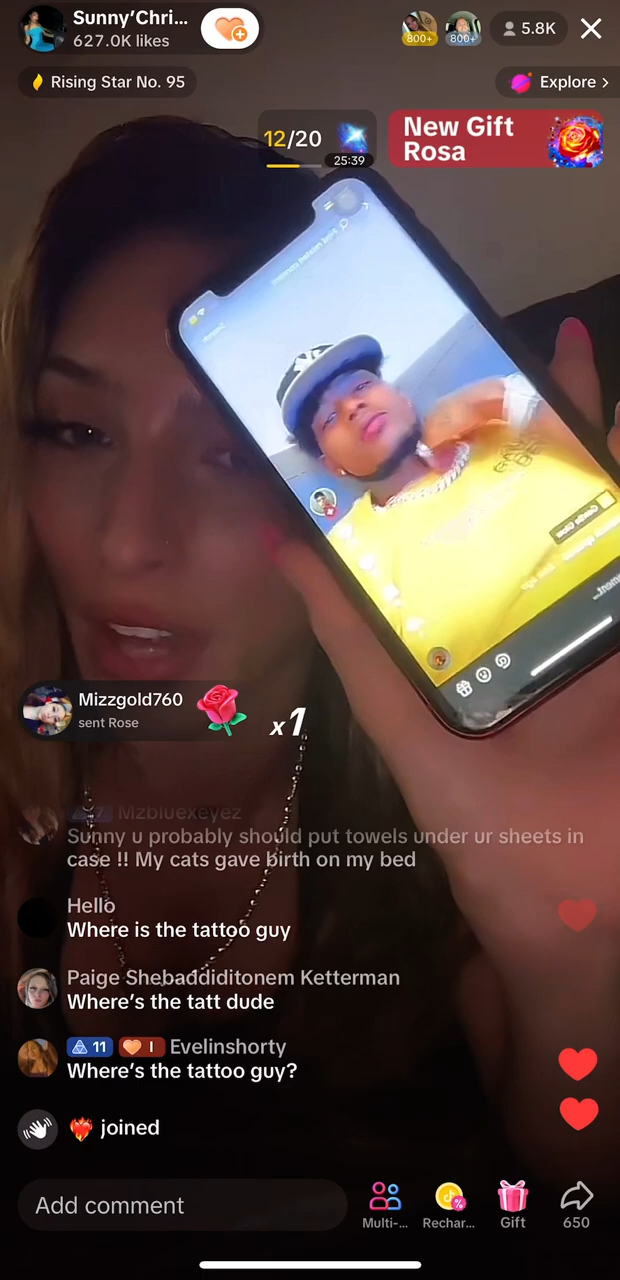 Sunny'Chri...
627.0K likes
800+
800+
5.8K
Rising Star No. 95
Explore >
12/20
25:39
New Gift
Rosa
Mizzgold760
sent Rose
x1
Mzbluexeyez
Sunny u probably should put towels under ur sheets in
case !! My cats gave birth on my bed
Hello
Where is the tattoo guy
Paige Shebaddiditonem Ketterman
Where's the tatt dude
11
I
Evelinshorty
Where's the tattoo guy?
joined
Add comment
Multi-...
Rechar...
Gift
650